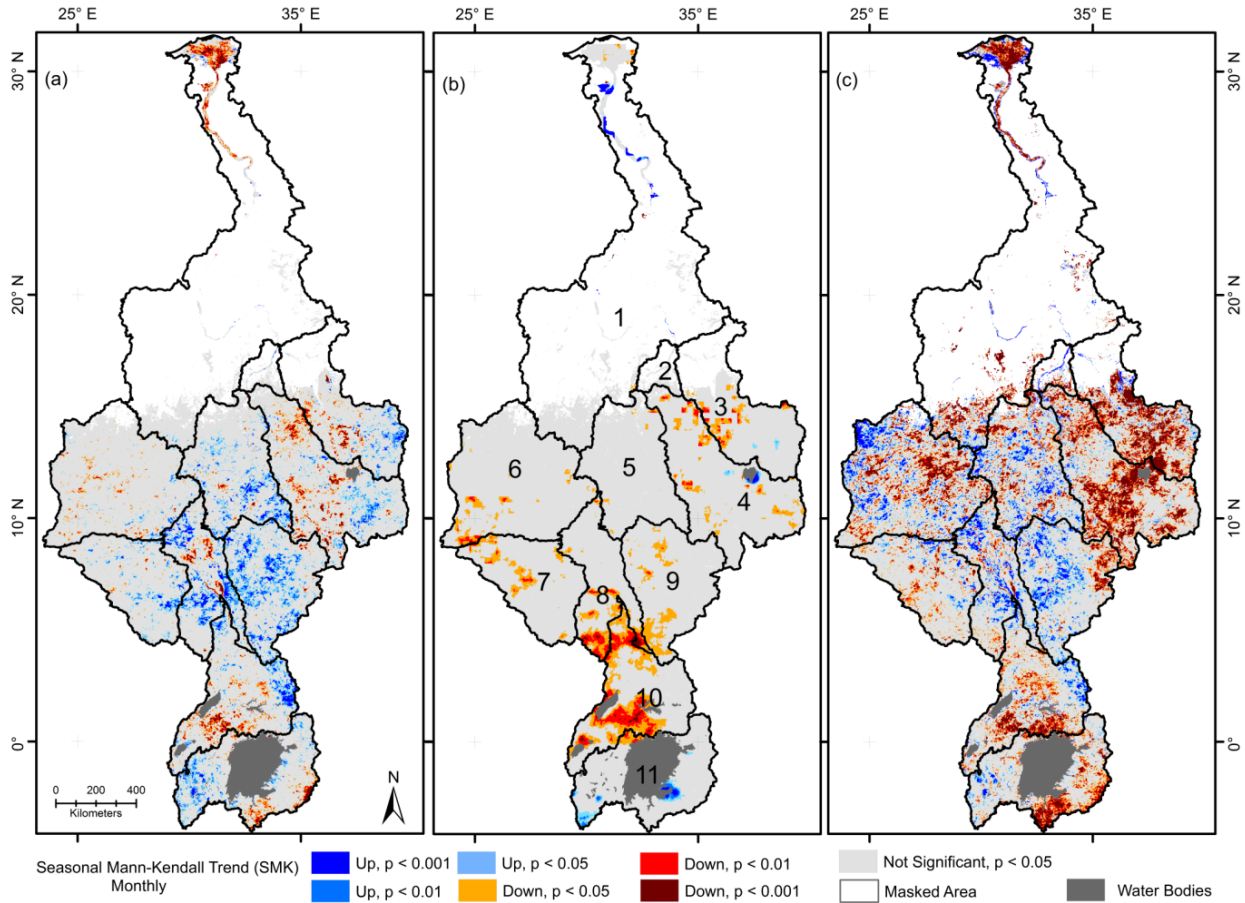 25° E 35° E 25° E 35° E 25° E 35° E
(a) (b) (c)
30° N 30° N
20° N 20° N
1
2
3
6 5
4
10° N 10° N
7 8 9
10
0° 0°
11
0 200 400
Kilometers
N
Seasonal Mann-Kendall Trend (SMK)
Monthly
Up, p < 0.001 Up, p < 0.05 Down, p < 0.01 Not Significant, p < 0.05
Up, p < 0.01 Down, p < 0.05 Down, p < 0.001 Masked Area Water Bodies